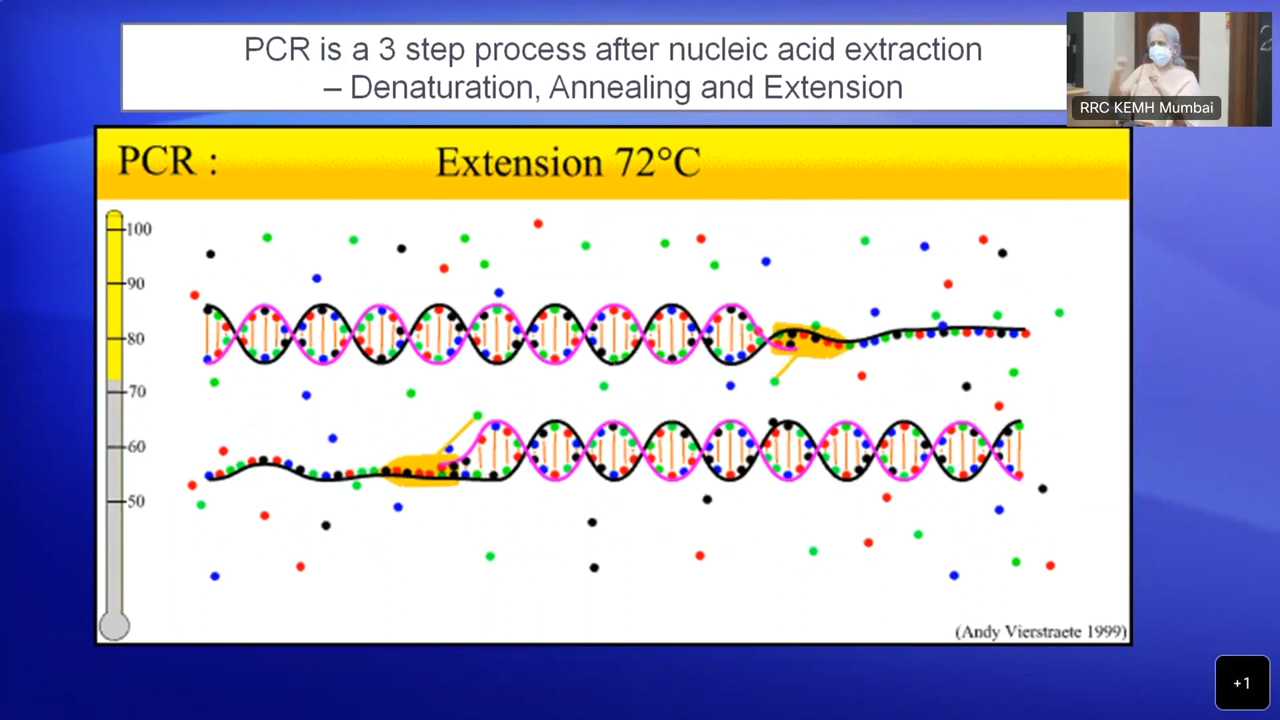 PCR is a 3 step process after nucleic acid extraction
– Denaturation, Annealing and Extension
RRC KEMH Mumbai
PCR : Extension 72°C
100
90
80
70
60
50
(Andy Vierstraete 1999)
+1